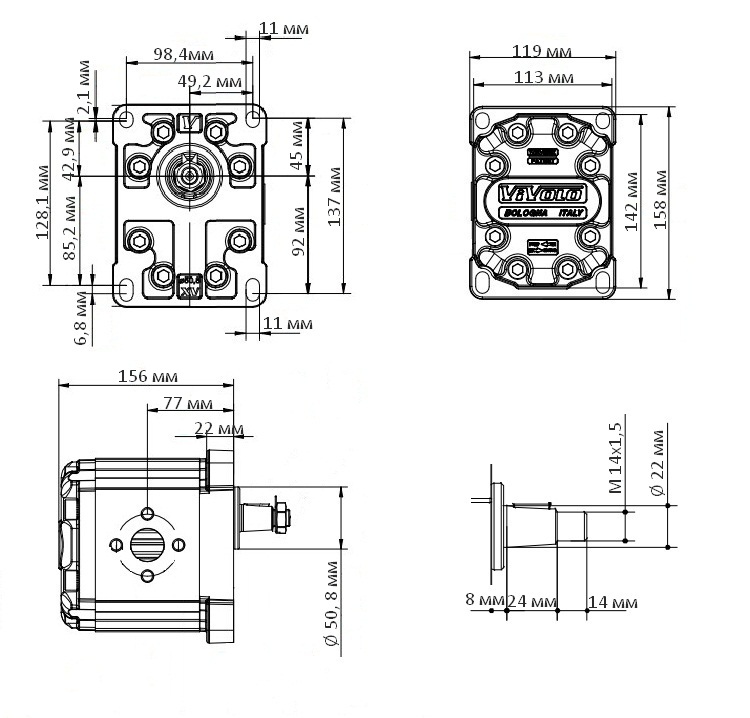 11 мм
98,4мм
49,2 мм
2,1 мм
42,9 мм
128,1 мм
85,2 мм
6,8 мм
45 мм
137 мм
92 мм
11 мм
V
XV
119 мм
113 мм
ViVOLO
BOLOGNA ITALY
142 мм
158 мм
156 мм
77 мм
22 мм
Ø 50, 8 мм
М 14х1,5
Ø 22 мм
8 мм
24 мм
14 мм